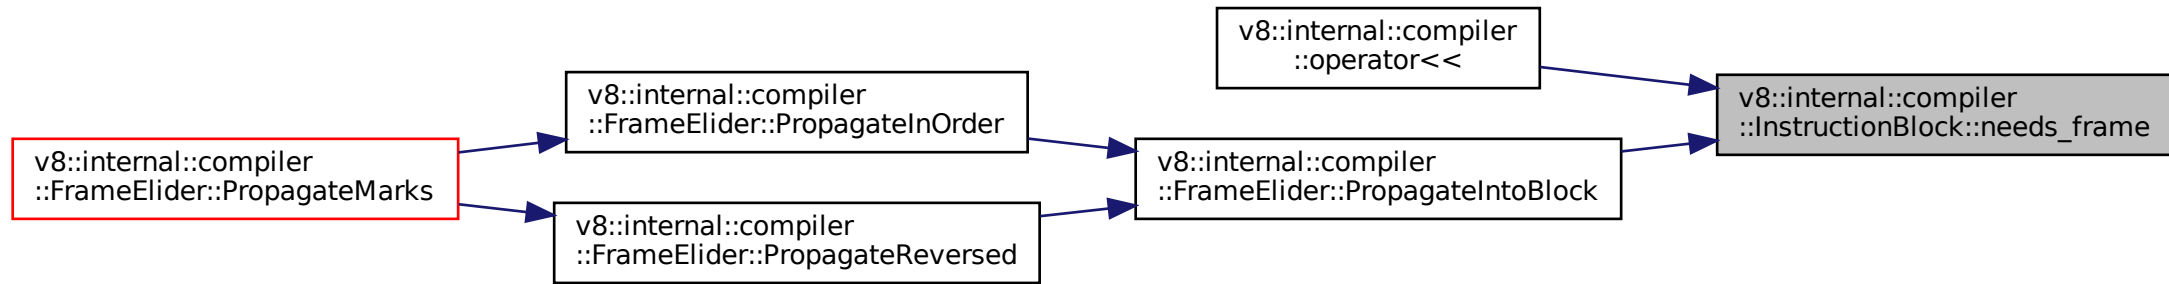 v8::internal::compiler
::operator<<
v8::internal::compiler
::InstructionBlock::needs_frame
v8::internal::compiler
::FrameElider::PropagateInOrder
v8::internal::compiler
::FrameElider::PropagateIntoBlock
v8::internal::compiler
::FrameElider::PropagateMarks
v8::internal::compiler
::FrameElider::PropagateReversed